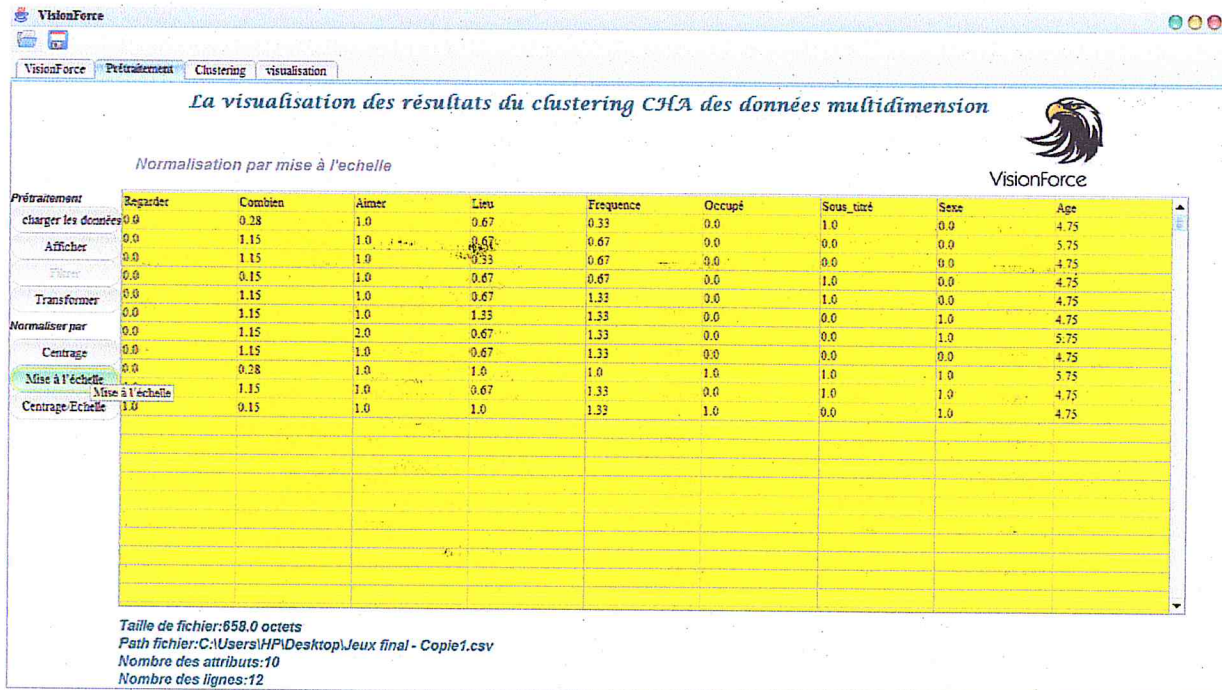 VisionForce
VisionForce Prétraitement Clustering visualisation
La visualisation des résultats du clustering CHA des données multidimension
Normalisation par mise à l'echelle
VisionForce
Prétraitement
charger les données
Afficher
Filtrer
Transformer
Normaliser par
Centrage
Mise à l'échelle
Mise à l'échelle
Centrage/Echelle
Regarder Combien Aimer Lieu Frequence Occupé Sous_titré Sexe Age
0.0 0.28 1.0 0.67 0.33 0.0 1.0 0.0 4.75
0.0 1.15 1.0 0.67 0.67 0.0 0.0 0.0 5.75
0.0 1.15 1.0 0.33 0.67 0.0 0.0 0.0 4.75
0.0 0.15 1.0 0.67 0.67 0.0 1.0 0.0 4.75
0.0 1.15 1.0 0.67 1.33 0.0 1.0 0.0 4.75
0.0 1.15 1.0 1.33 1.33 0.0 0.0 1.0 4.75
0.0 1.15 2.0 0.67 1.33 0.0 0.0 1.0 5.75
0.0 1.15 1.0 0.67 1.33 0.0 0.0 0.0 4.75
0.0 0.28 1.0 1.0 1.0 1.0 1.0 1.0 5.75
1.15 1.0 0.67 1.33 0.0 1.0 1.0 4.75
1.0 0.15 1.0 1.0 1.33 1.0 0.0 1.0 4.75
Taille de fichier:658.0 octets
Path fichier:C:\Users\HP\Desktop\Jeux final - Copie1.csv
Nombre des attributs:10
Nombre des lignes:12